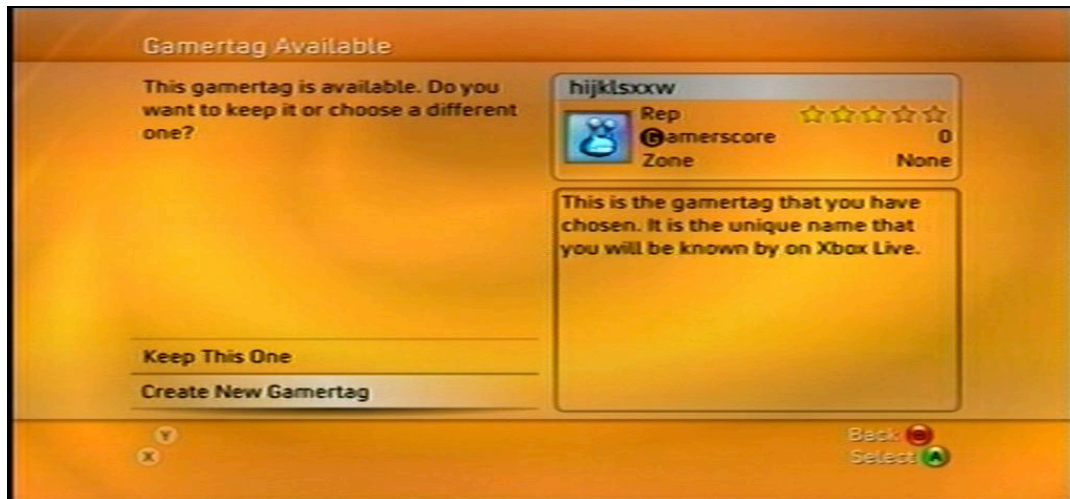 Gamertag Available
This gamertag is available. Do you
want to keep it or choose a different
one?
hijklsxxw
Rep
Gamerscore 0
Zone None
This is the gamertag that you have
chosen. It is the unique name that
you will be known by on Xbox Live.
Keep This One
Create New Gamertag
Y
X
Back B
Select A